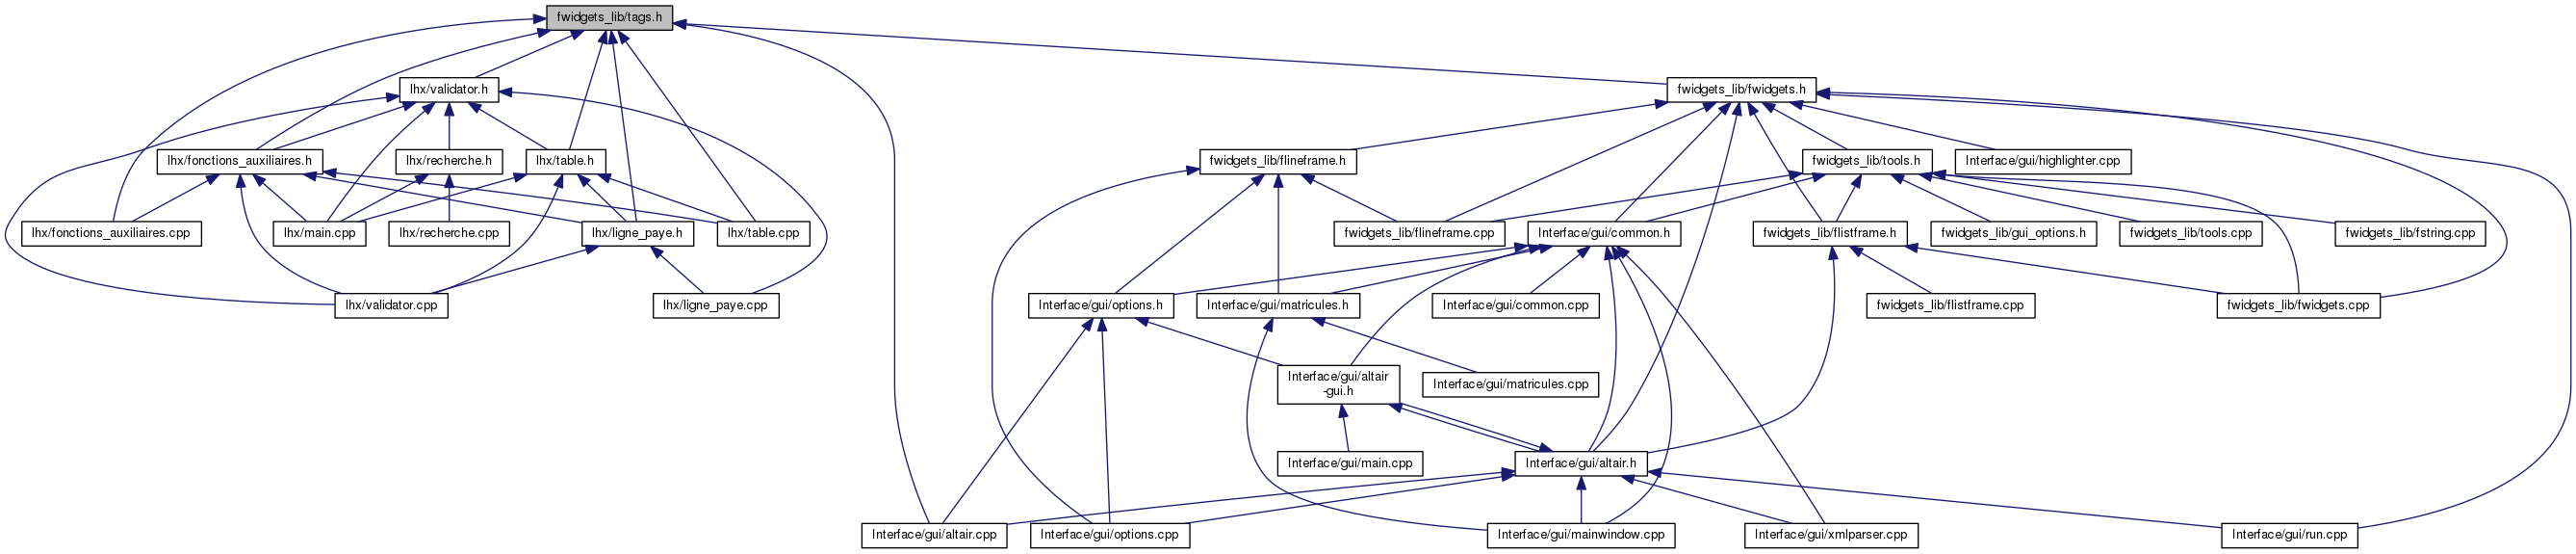 fwidgets_lib/tags.h
lhx/validator.h
fwidgets_lib/fwidgets.h
lhx/fonctions_auxiliaires.h
lhx/recherche.h
lhx/table.h
fwidgets_lib/flineframe.h
fwidgets_lib/tools.h
Interface/gui/highlighter.cpp
lhx/fonctions_auxiliaires.cpp
lhx/main.cpp
lhx/recherche.cpp
lhx/ligne_paye.h
lhx/table.cpp
fwidgets_lib/flineframe.cpp
Interface/gui/common.h
fwidgets_lib/flistframe.h
fwidgets_lib/gui_options.h
fwidgets_lib/tools.cpp
fwidgets_lib/fstring.cpp
lhx/validator.cpp
lhx/ligne_paye.cpp
Interface/gui/options.h
Interface/gui/matricules.h
Interface/gui/common.cpp
fwidgets_lib/flistframe.cpp
fwidgets_lib/fwidgets.cpp
Interface/gui/altair
-gui.h
Interface/gui/matricules.cpp
Interface/gui/main.cpp
Interface/gui/altair.h
Interface/gui/altair.cpp
Interface/gui/options.cpp
Interface/gui/mainwindow.cpp
Interface/gui/xmlparser.cpp
Interface/gui/run.cpp